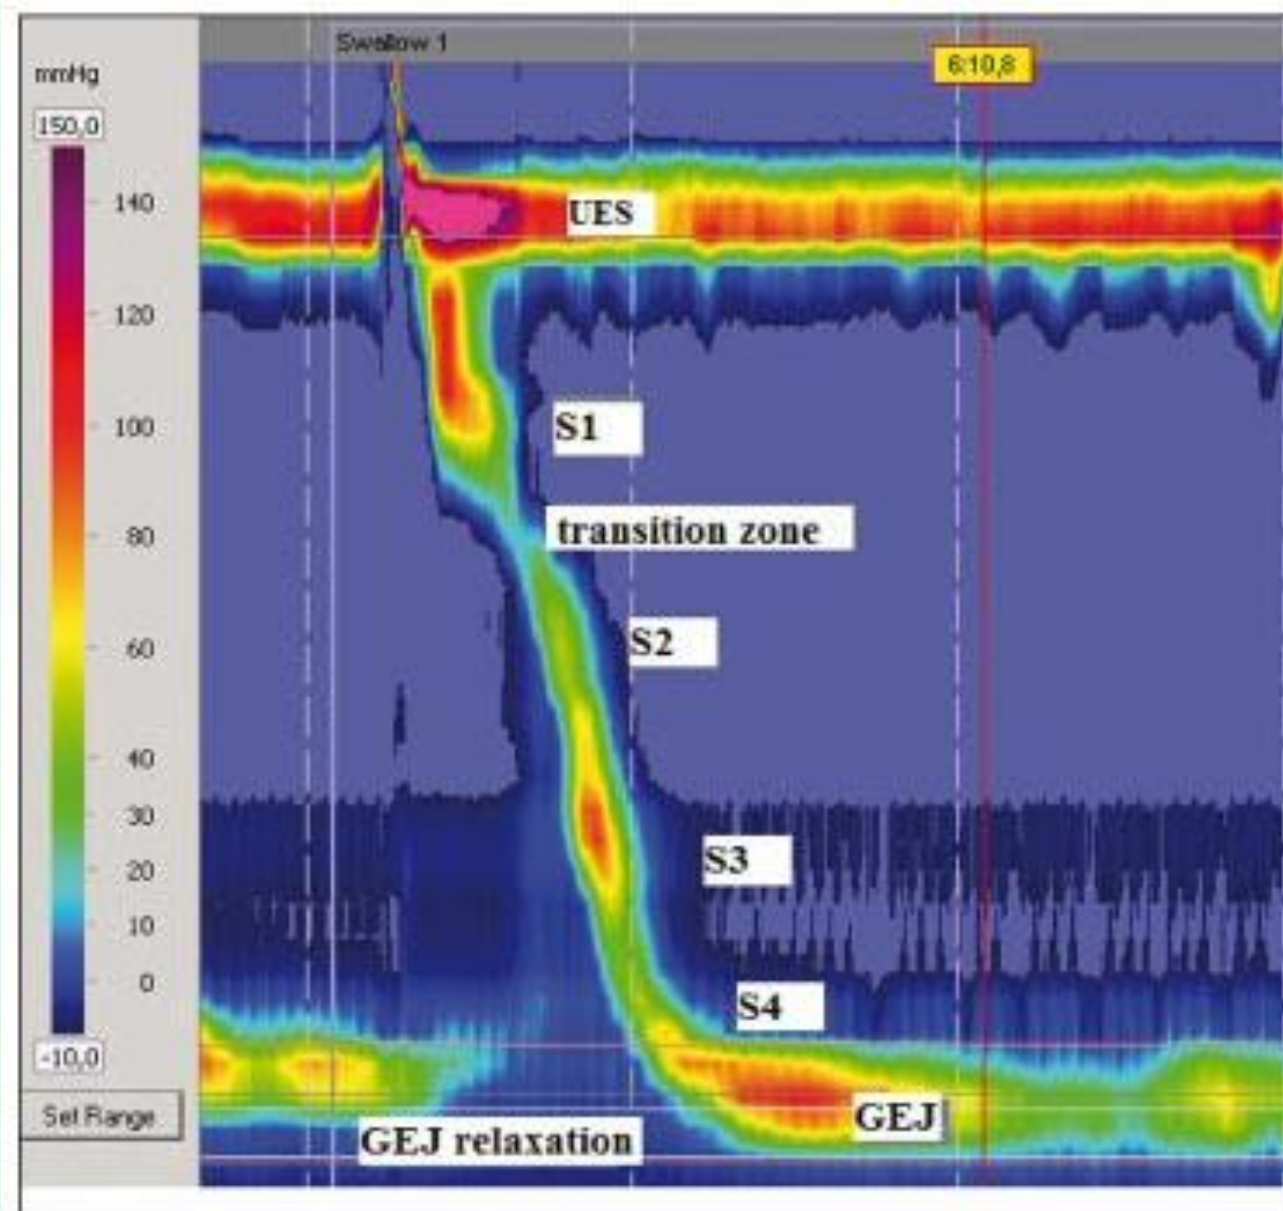 Swallow 1
mmHg
6:10,8
150,0
140
UES
120
100
S1
80
transition zone
60
S2
40
30
S3
20
10
0
S4
-10,0
Set Range
GEJ
GEJ relaxation